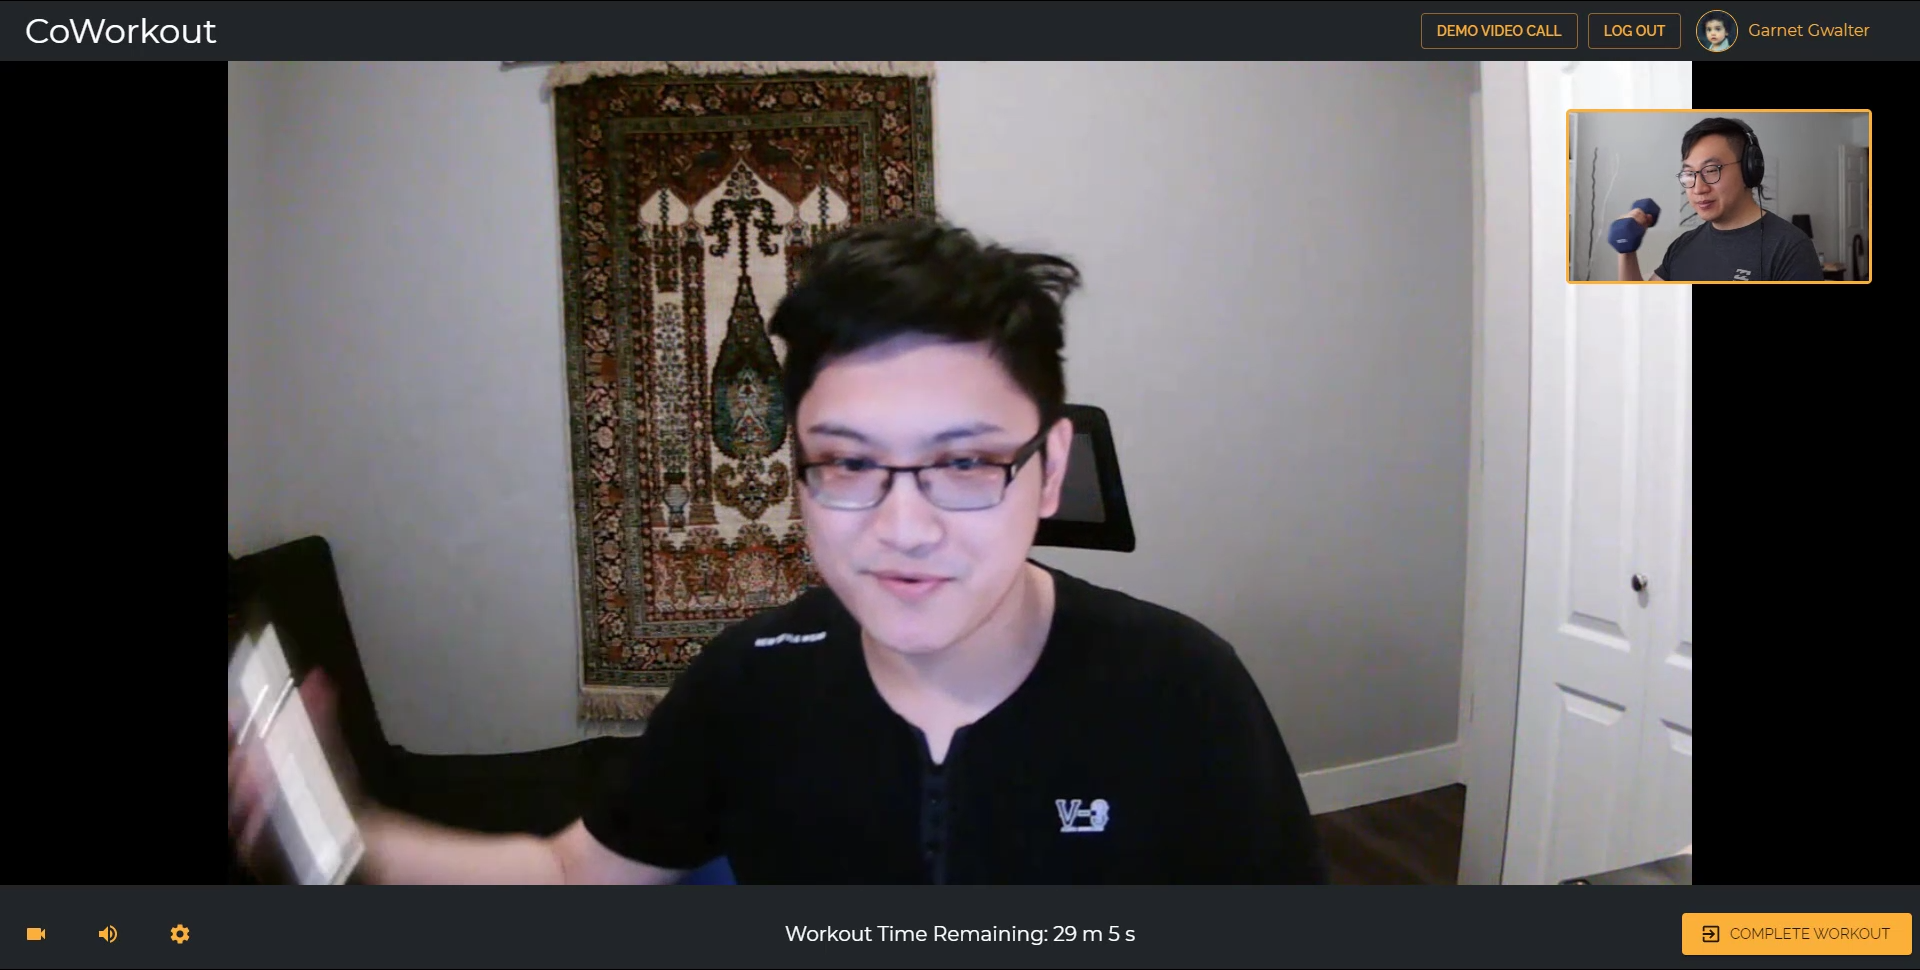 CoWorkout
DEMO VIDEO CALL
LOG OUT
Garnet Gwalter
V-3
Workout Time Remaining: 29 m 5 s
COMPLETE WORKOUT